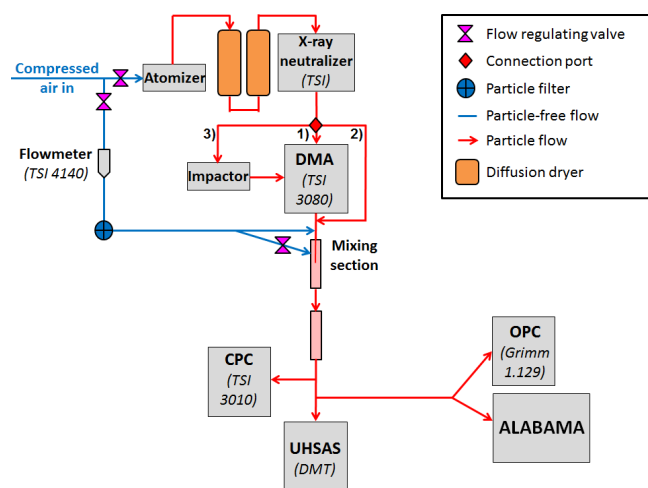 Compressed
air in
Atomizer
X-ray
neutralizer
(TSI)
3)
1)
2)
Flowmeter
(TSI 4140)
Impactor
DMA
(TSI
3080)
Mixing
section
CPC
(TSI
3010)
UHSAS
(DMT)
OPC
(Grimm
1.129)
ALABAMA
Flow regulating valve
Connection port
Particle filter
Particle-free flow
Particle flow
Diffusion dryer